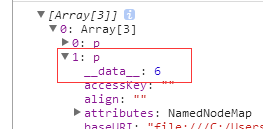 ▼ [Array[3]] i
▼ 0: Array[3]
▶ 0: p
▼ 1: p
__data__: 6
accessKey: ""
align: ""
▶ attributes: NamedNodeMap
baseURI: "file:///C:/Users